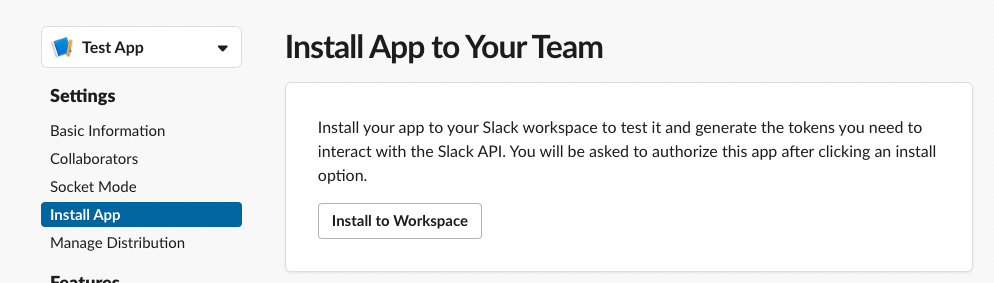 Test App
Settings
Basic Information
Collaborators
Socket Mode
Install App
Manage Distribution
Features
Install App to Your Team
Install your app to your Slack workspace to test it and generate the tokens you need to
interact with the Slack API. You will be asked to authorize this app after clicking an install
option.
Install to Workspace